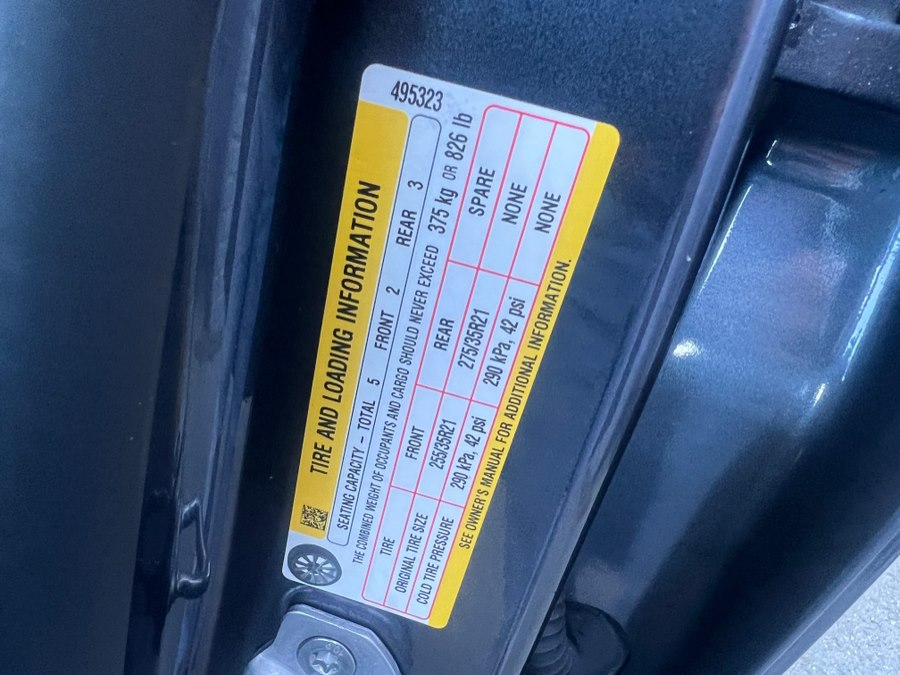 495323
TIRE AND LOADING INFORMATION
SEATING CAPACITY – TOTAL 5 FRONT 2 REAR 3
THE COMBINED WEIGHT OF OCCUPANTS AND CARGO SHOULD NEVER EXCEED 375 kg OR 826 lb
TIRE FRONT REAR SPARE
ORIGINAL TIRE SIZE 255/35R21 275/35R21 NONE
COLD TIRE PRESSURE 290 kPa, 42 psi 290 kPa, 42 psi NONE
SEE OWNER'S MANUAL FOR ADDITIONAL INFORMATION.